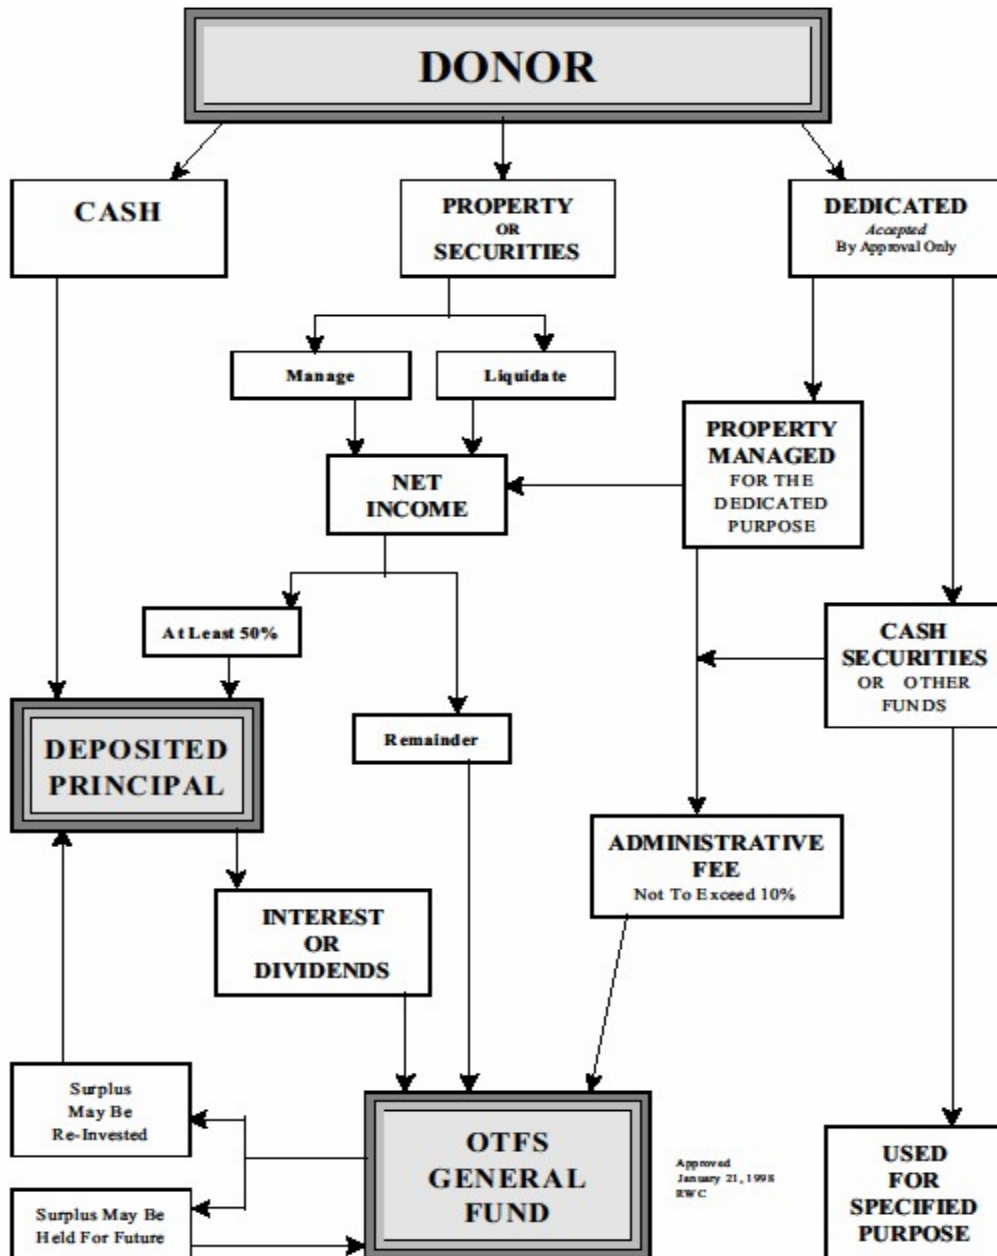 DONOR
CASH
PROPERTY
OR
SECURITIES
DEDICATED
Accepted
By Approval Only
Manage
Liquidate
PROPERTY
MANAGED
FOR THE
DEDICATED
PURPOSE
NET
INCOME
At Least 50%
CASH
SECURITIES
OR OTHER
FUNDS
DEPOSITED
PRINCIPAL
Remainder
ADMINISTRATIVE
FEE
Not To Exceed 10%
INTEREST
OR
DIVIDENDS
Surplus
May Be
Re-Invested
OTFS
GENERAL
FUND
Approved
January 21, 1998
RWC
USED
FOR
SPECIFIED
PURPOSE
Surplus May Be
Held For Future